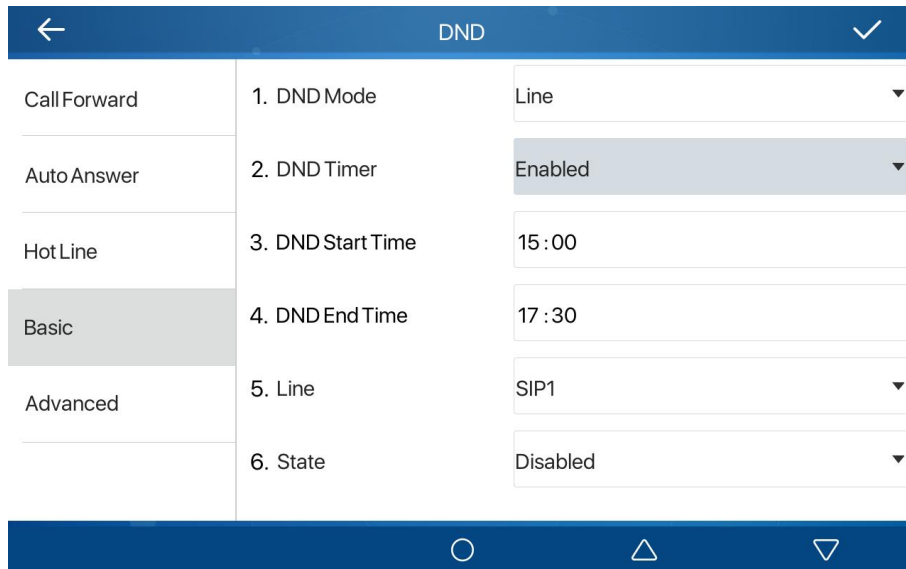 DND
Call Forward
Auto Answer
Hot Line
Basic
Advanced
1. DND Mode Line
2. DND Timer Enabled
3. DND Start Time 15:00
4. DND End Time 17:30
5. Line SIP1
6. State Disabled